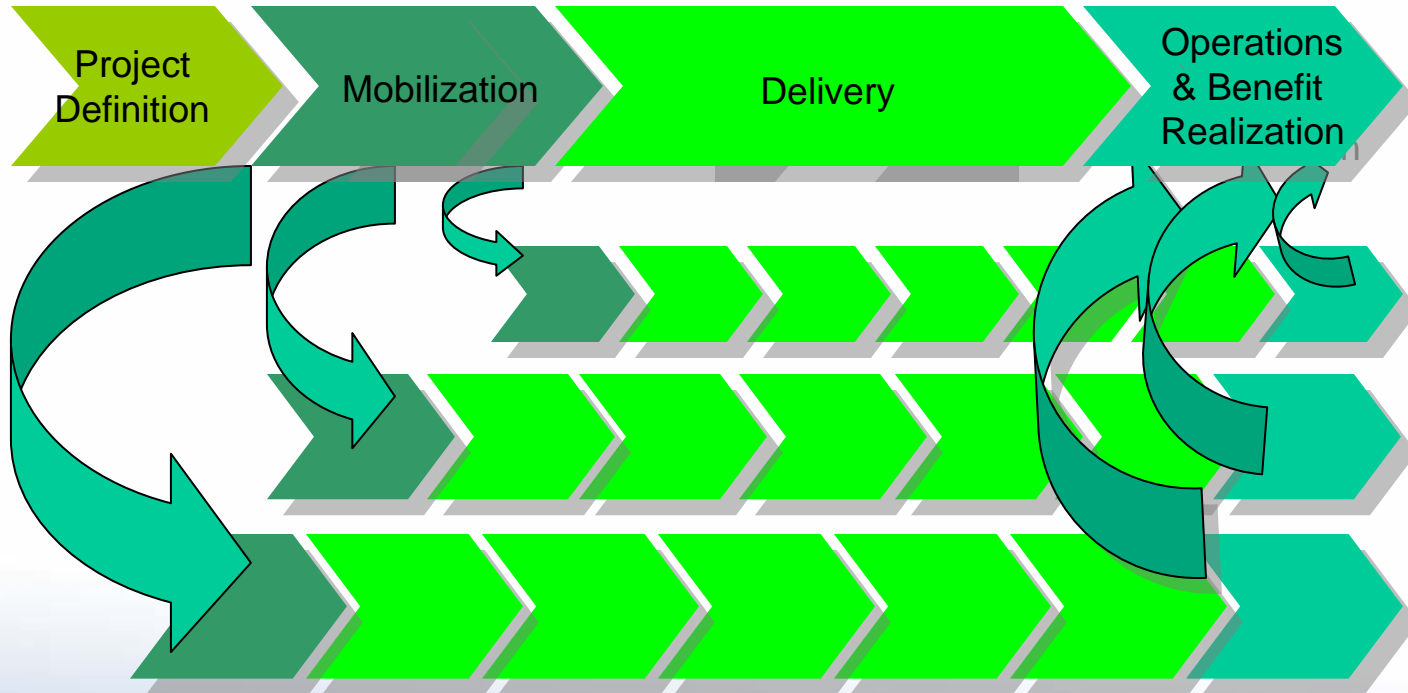 Project
Definition
Mobilization
Delivery
Operations
& Benefit
Realization